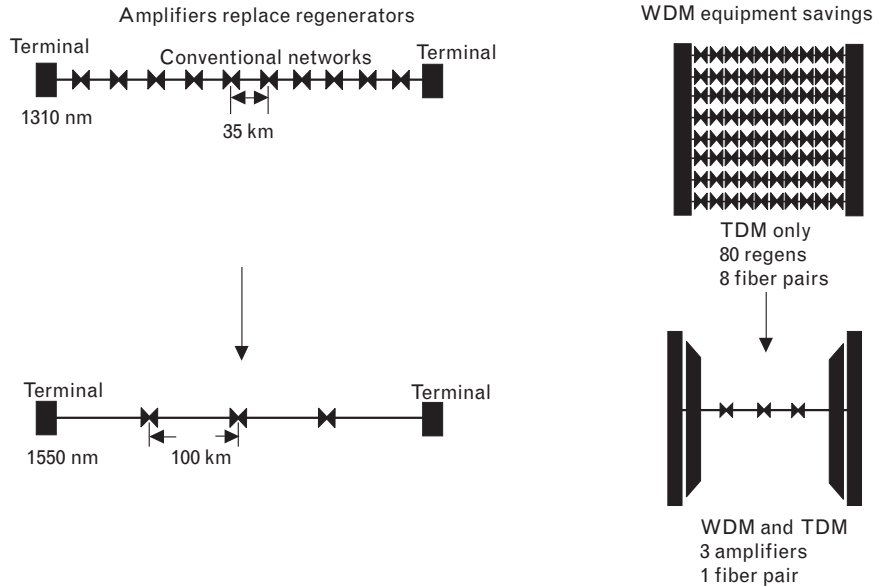 Amplifiers replace regenerators
Terminal
Conventional networks
Terminal
1310 nm
35 km
Terminal
Terminal
1550 nm
100 km
WDM equipment savings
TDM only
80 regens
8 fiber pairs
WDM and TDM
3 amplifiers
1 fiber pair